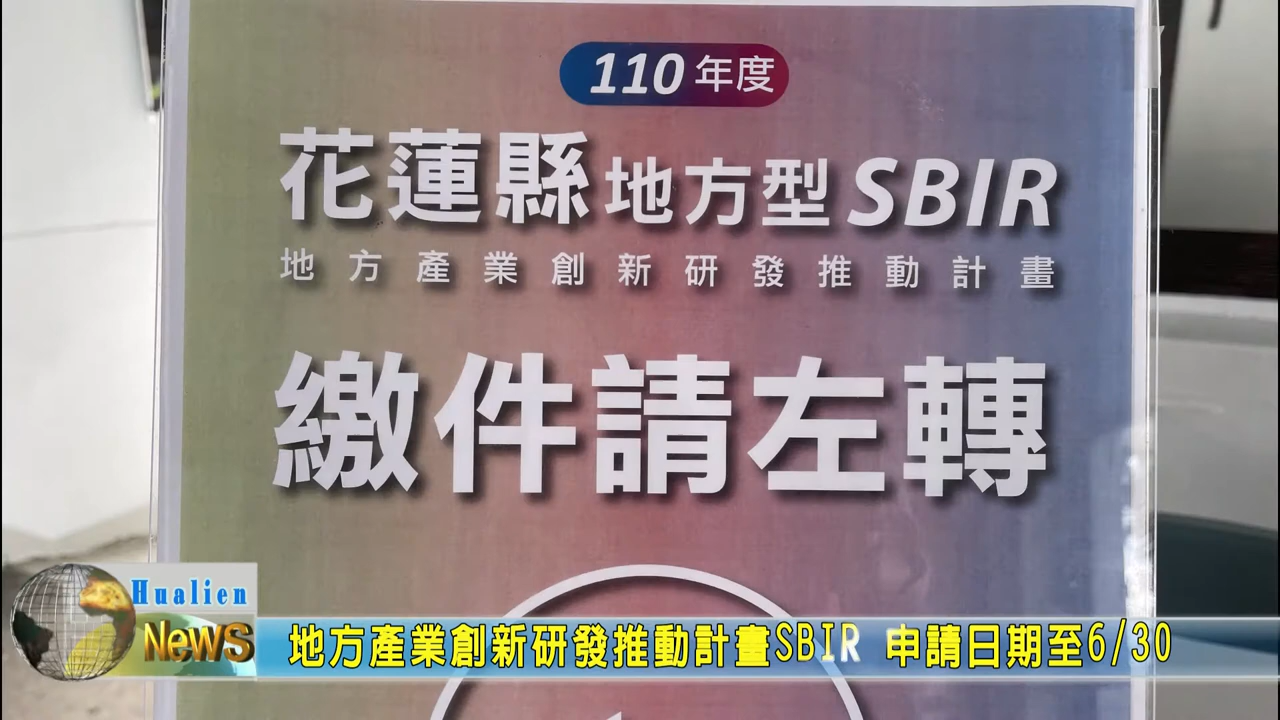 110年度
花蓮縣地方型SBIR
地方產業創新研發推動計畫
繳件請左轉
Hualien
News
地方產業創新研發推動計畫SBIR 申請日期至6/30